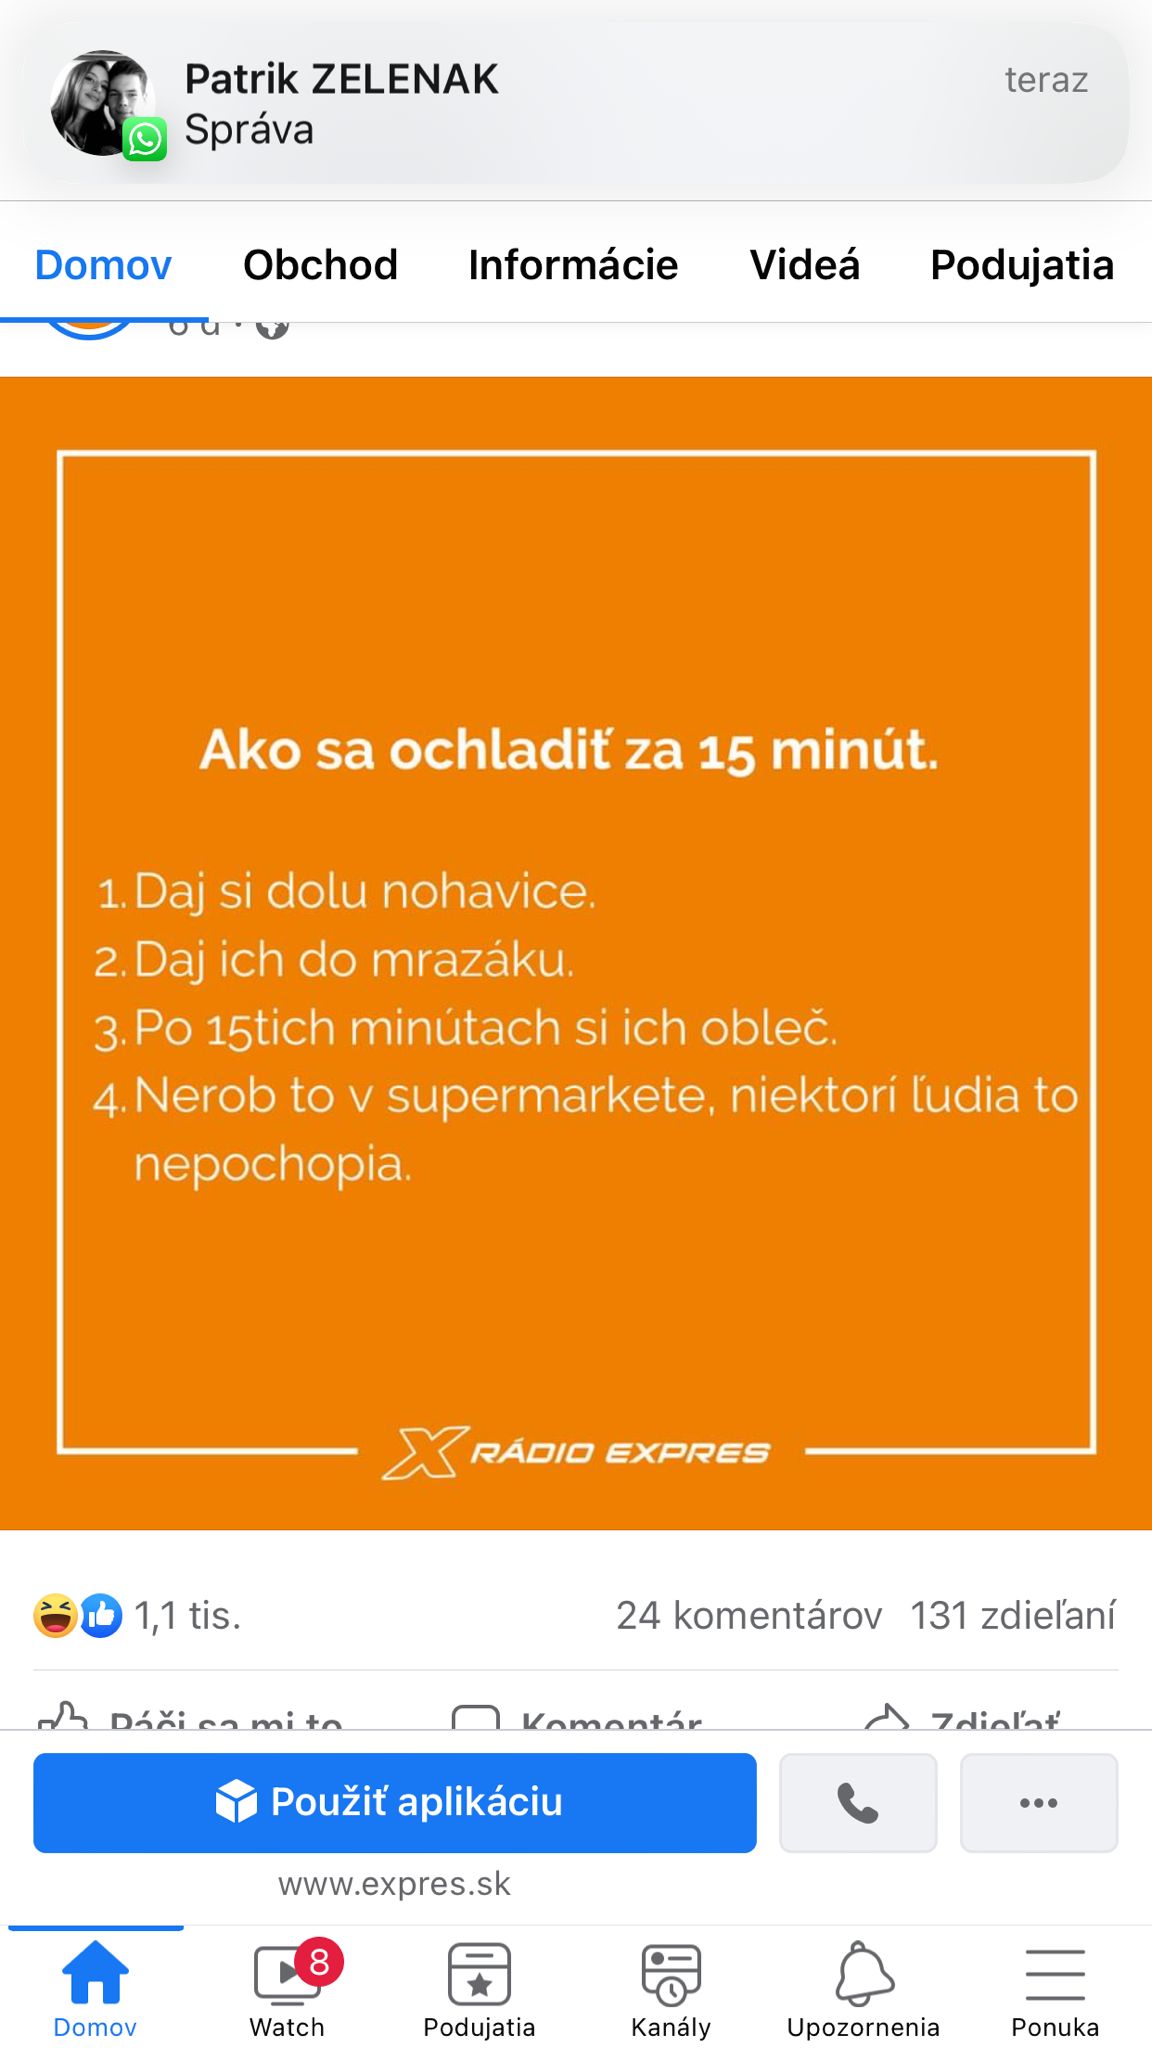 Patrik ZELENAK
teraz
Správa
Domov
Obchod
Informácie
Videá
Podujatia
6 d ·
Ako sa ochladiť za 15 minút.
1. Daj si dolu nohavice.
2. Daj ich do mrazáku.
3. Po 15tich minútach si ich obleč.
4. Nerob to v supermarkete, niektorí ľudia to
nepochopia.
X RÁDIO EXPRES
1,1 tis.
24 komentárov
131 zdieľaní
Páči sa mi to
Komentár
Zdieľať
Použiť aplikáciu
www.expres.sk
8
Domov
Watch
Podujatia
Kanály
Upozornenia
Ponuka